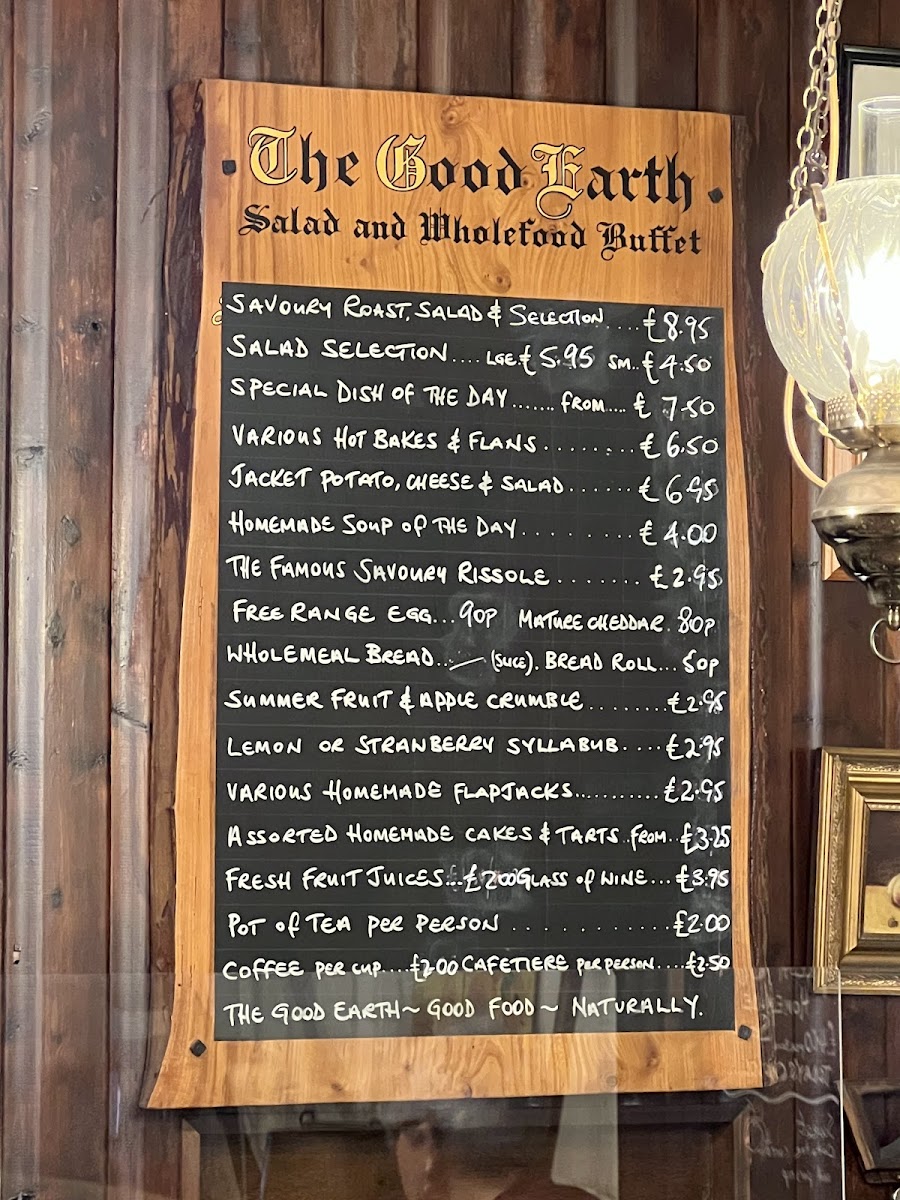 The Good Earth
Salad and Wholefood Buffet
SAVOURY ROAST, SALAD & SELECTION .... £8.95
SALAD SELECTION.... LGE £5.95 SM.. £4.50
SPECIAL DISH OF THE DAY....... FROM.... £7.50
VARIOUS HOT BAKES & FLANS........ £6.50
JACKET POTATO, CHEESE & SALAD...... £6.95
HOMEMADE SOUP OF THE DAY......... £4.00
THE FAMOUS SAVOURY RISSOLE....... £2.95
FREE RANGE EGG... 90P MATURE CHEDDAR. 80P
WHOLEMEAL BREAD... (SLICE). BREAD ROLL... 50P
SUMMER FRUIT & APPLE CRUMBLE....... £2.95
LEMON OR STRANBERRY SYLLABUB.... £2.95
VARIOUS HOMEMADE FLAPJACKS........... £2.95
ASSORTED HOMEMADE CAKES & TARTS.. FROM.. £3.25
FRESH FRUIT JUICES... £2.00 GLASS OF WINE... £3.95
POT OF TEA PER PERSON ........... £2.00
COFFEE PER CUP.... £2.00 CAFETIERE PER PERSON.... £2.50
THE GOOD EARTH ~ GOOD FOOD ~ NATURALLY.